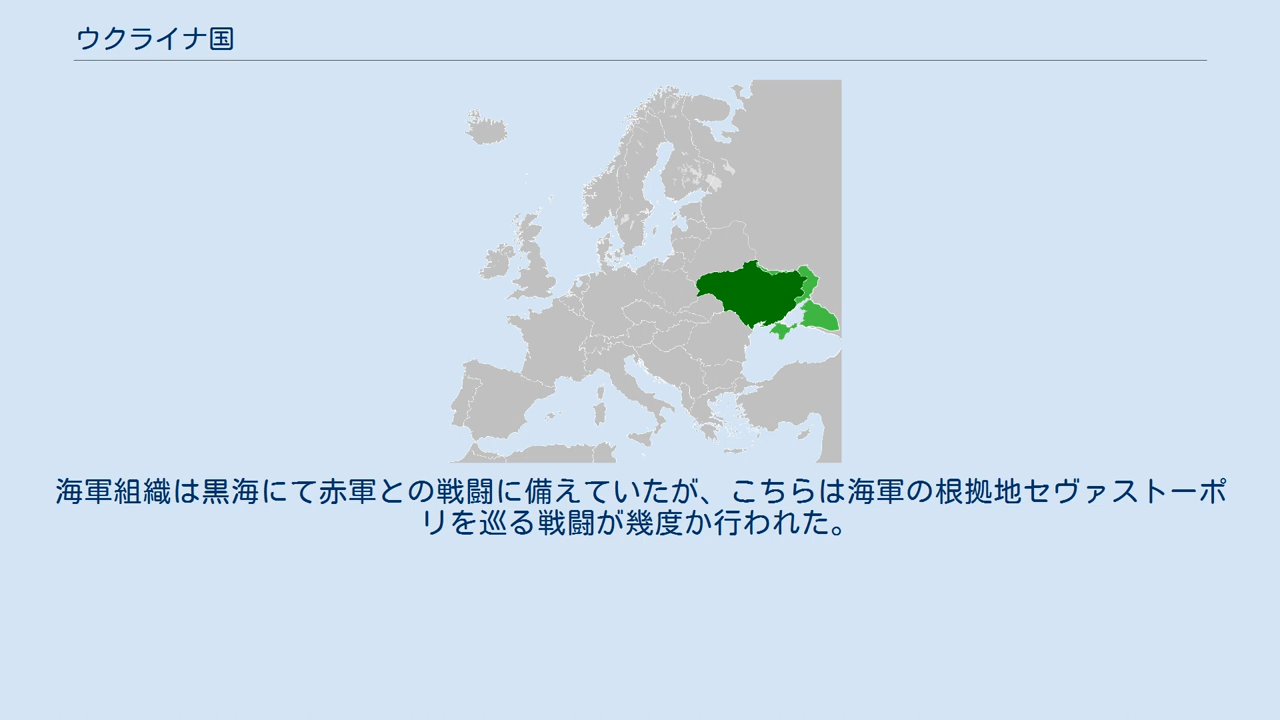 ウクライナ国
海軍組織は黒海にて赤軍との戦闘に備えていたが、こちらは海軍の根拠地セヴァストーポ
リを巡る戦闘が幾度か行われた。